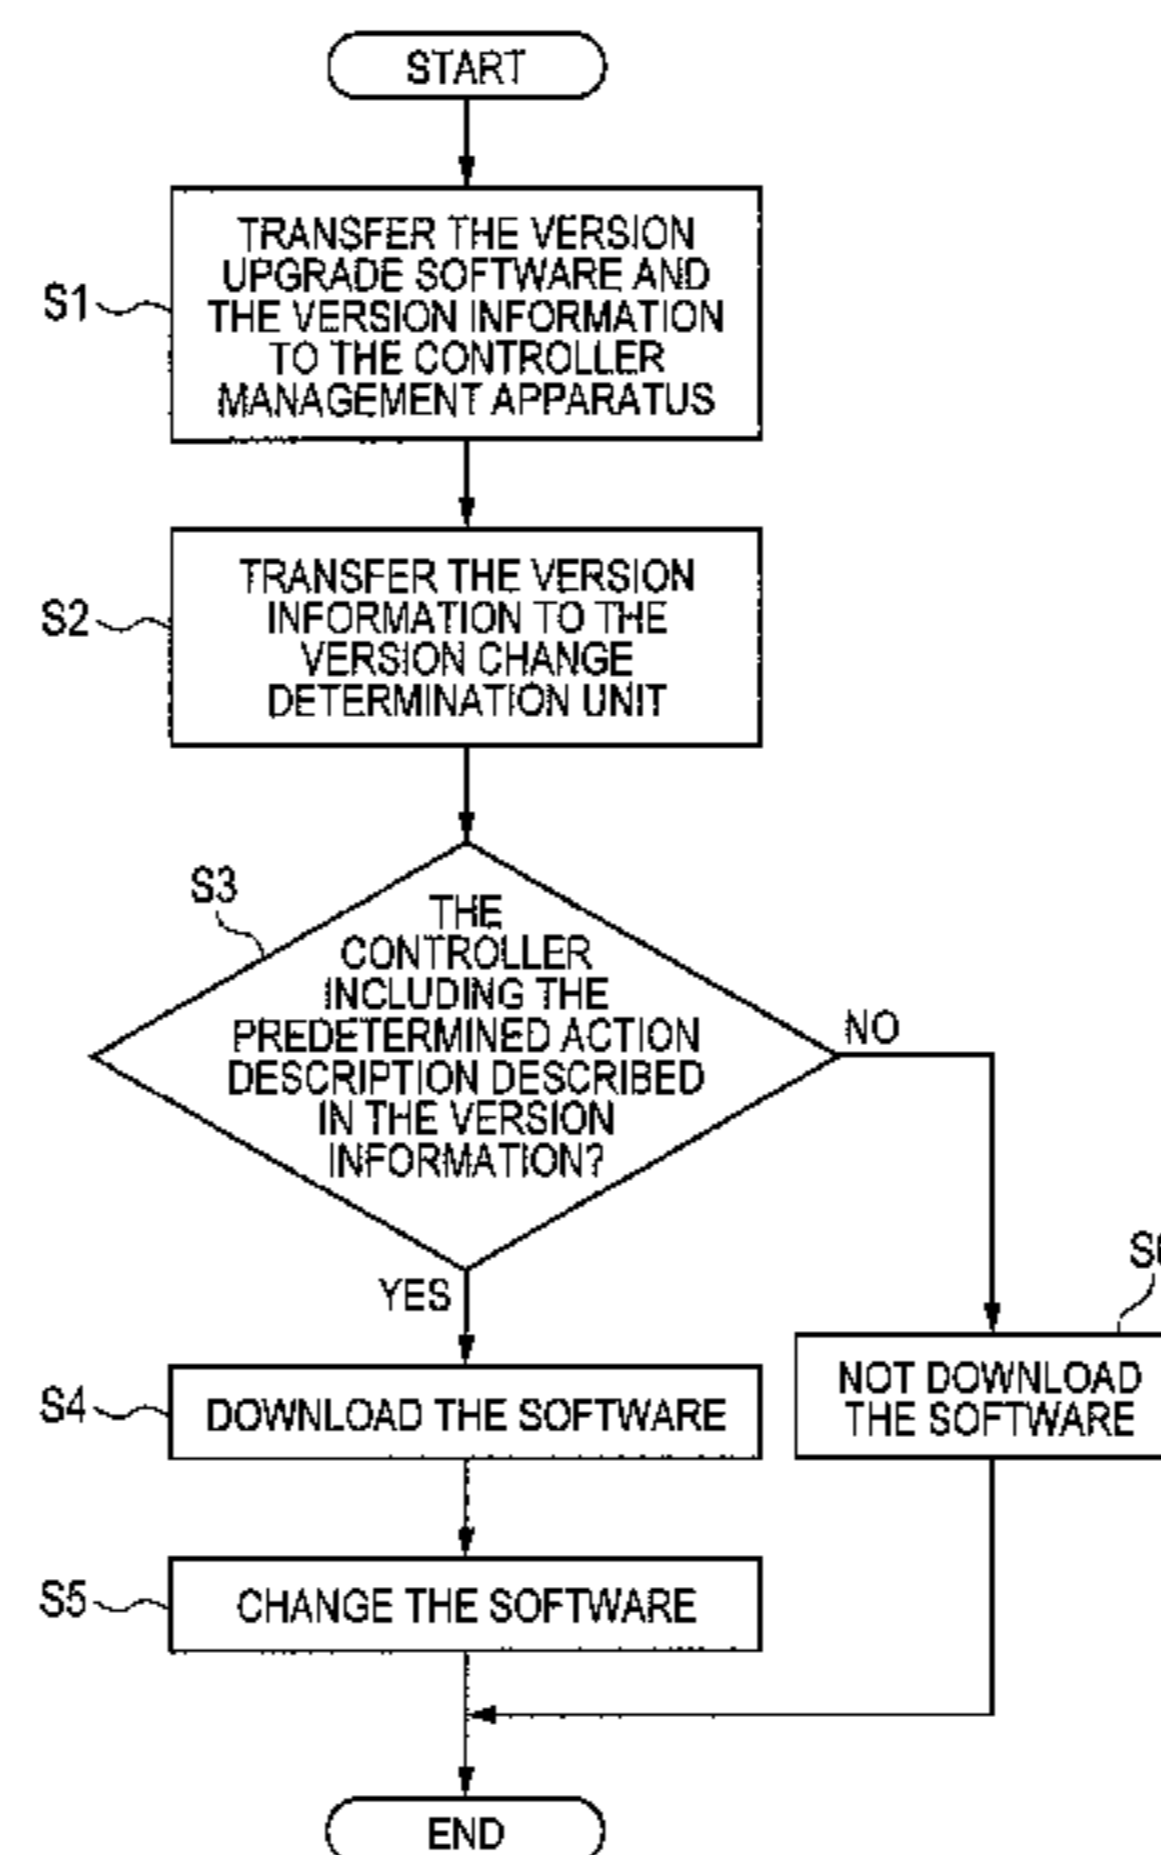 START
S1
TRANSFER THE VERSION
UPGRADE SOFTWARE AND
THE VERSION INFORMATION
TO THE CONTROLLER
MANAGEMENT APPARATUS
S2
TRANSFER THE VERSION
INFORMATION TO THE
VERSION CHANGE
DETERMINATION UNIT
S3
THE
CONTROLLER
INCLUDING THE
PREDETERMINED ACTION
DESCRIPTION DESCRIBED
IN THE VERSION
INFORMATION?
NO
YES
S4
DOWNLOAD THE SOFTWARE
NOT DOWNLOAD
THE SOFTWARE
S5
CHANGE THE SOFTWARE
END